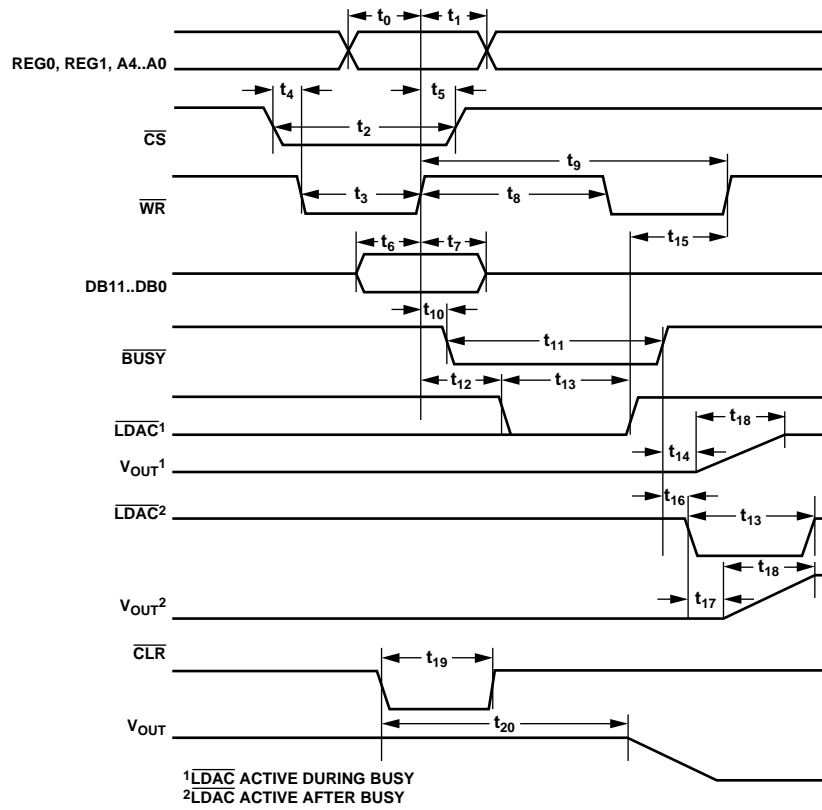 t0 t1
REG0, REG1, A4..A0
t4 t5
t2
CS
t9
t3 t8
WR
t15
t6 t7
DB11..DB0
t10
t11
BUSY
t12 t13
t18
LDAC1
t14
VOUT1
t16
LDAC2
t13
t18
t17
VOUT2
CLR
t19
t20
VOUT
1LDAC ACTIVE DURING BUSY
2LDAC ACTIVE AFTER BUSY